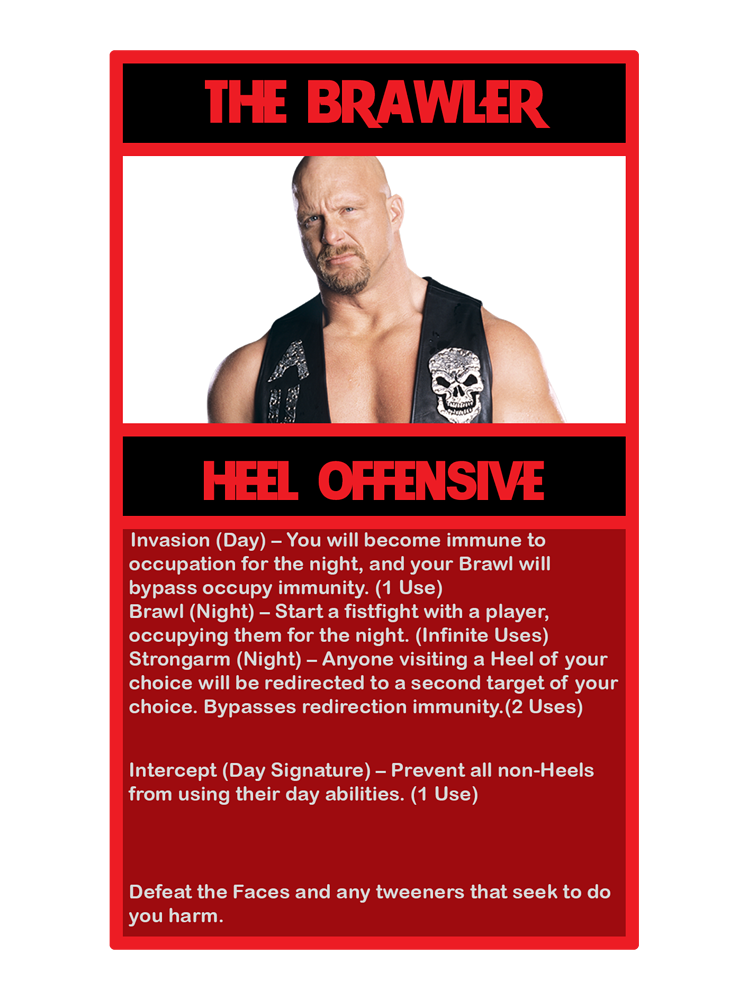 THE BRAWLER
HEEL OFFENSIVE
Invasion (Day) – You will become immune to
occupation for the night, and your Brawl will
bypass occupy immunity. (1 Use)
Brawl (Night) – Start a fistfight with a player,
occupying them for the night. (Infinite Uses)
Strongarm (Night) – Anyone visiting a Heel of your
choice will be redirected to a second target of your
choice. Bypasses redirection immunity.(2 Uses)
Intercept (Day Signature) – Prevent all non-Heels
from using their day abilities. (1 Use)
Defeat the Faces and any tweeners that seek to do
you harm.